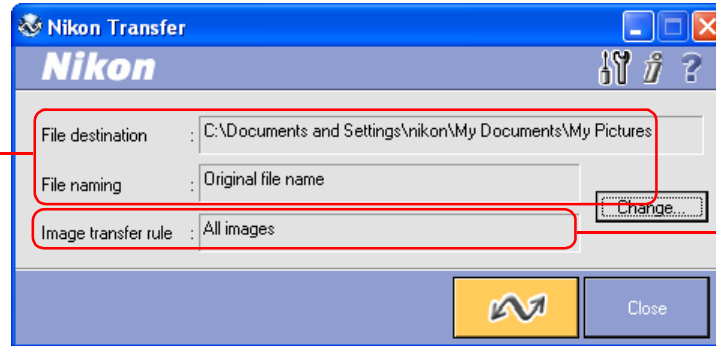 Nikon Transfer
Nikon
File destination : C:\Documents and Settings\nikon\My Documents\My Pictures
File naming : Original file name
Change...
Image transfer rule : All images
Close